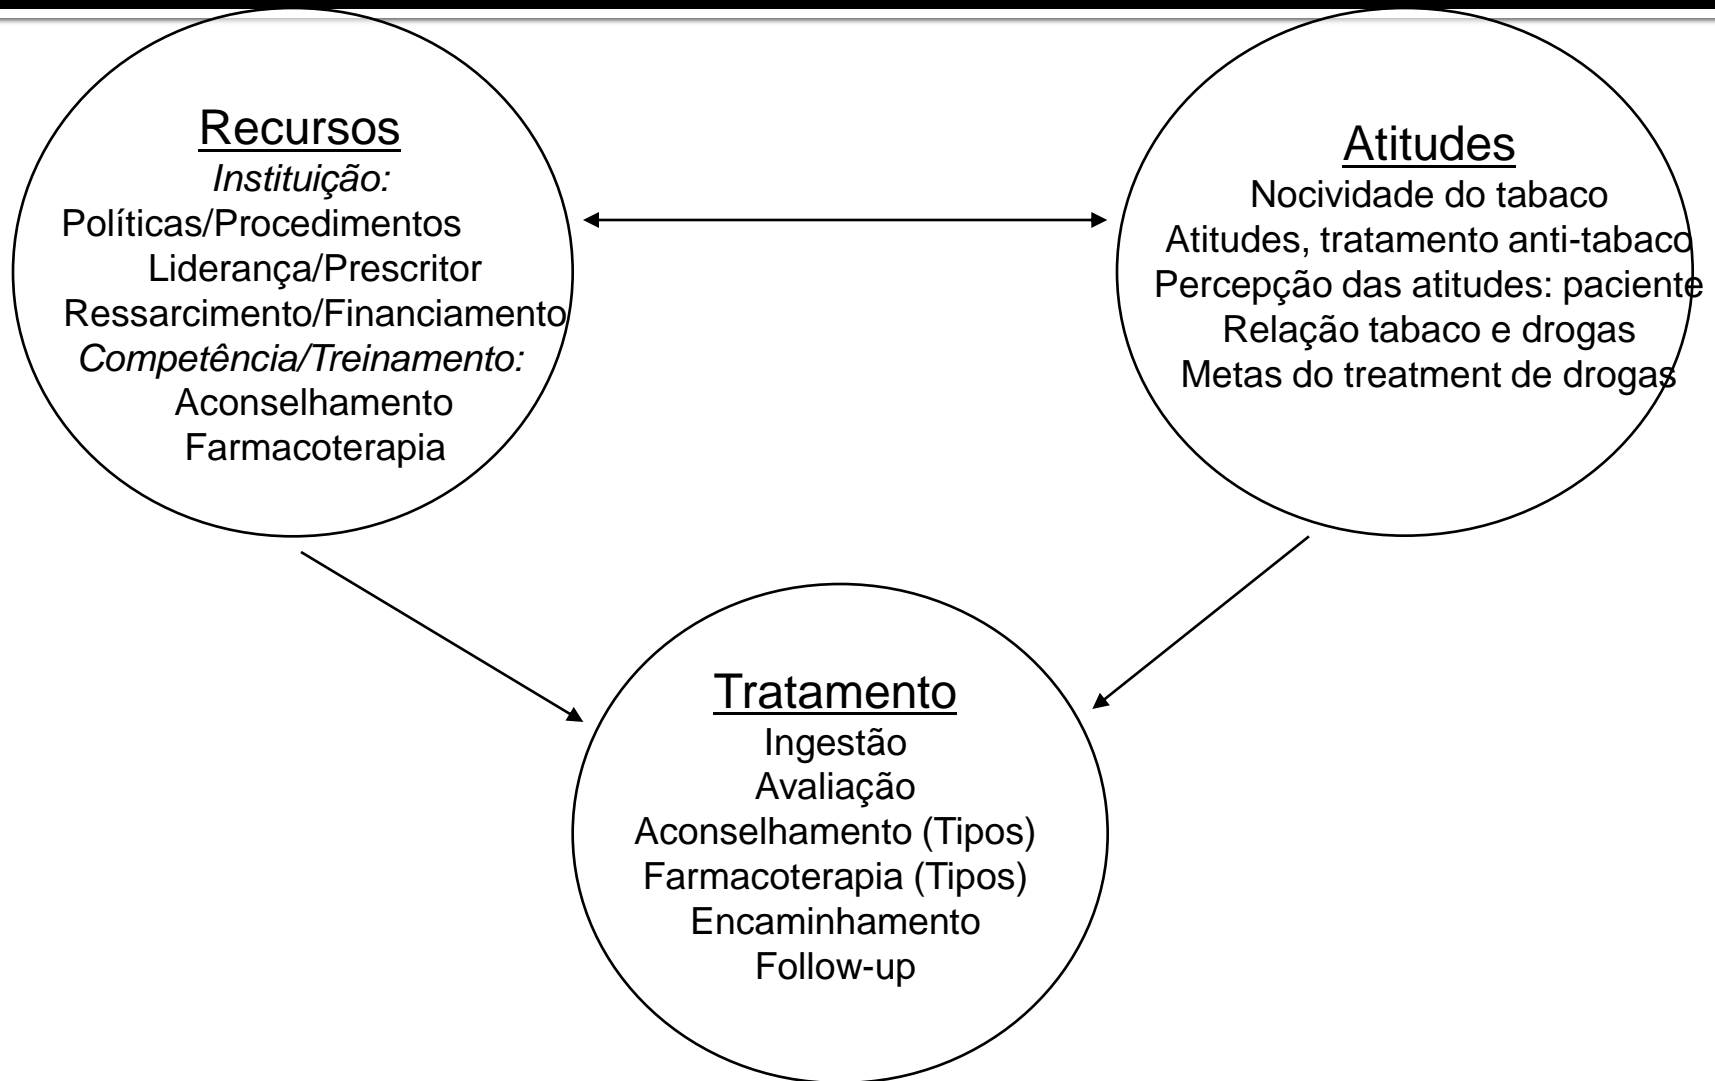 Recursos
Instituição:
Políticas/Procedimentos
Liderança/Prescritor
Ressarcimento/Financiamento
Competência/Treinamento:
Aconselhamento
Farmacoterapia
Atitudes
Nocividade do tabaco
Atitudes, tratamento anti-tabaco
Percepção das atitudes: paciente
Relação tabaco e drogas
Metas do treatment de drogas
Tratamento
Ingestão
Avaliação
Aconselhamento (Tipos)
Farmacoterapia (Tipos)
Encaminhamento
Follow-up